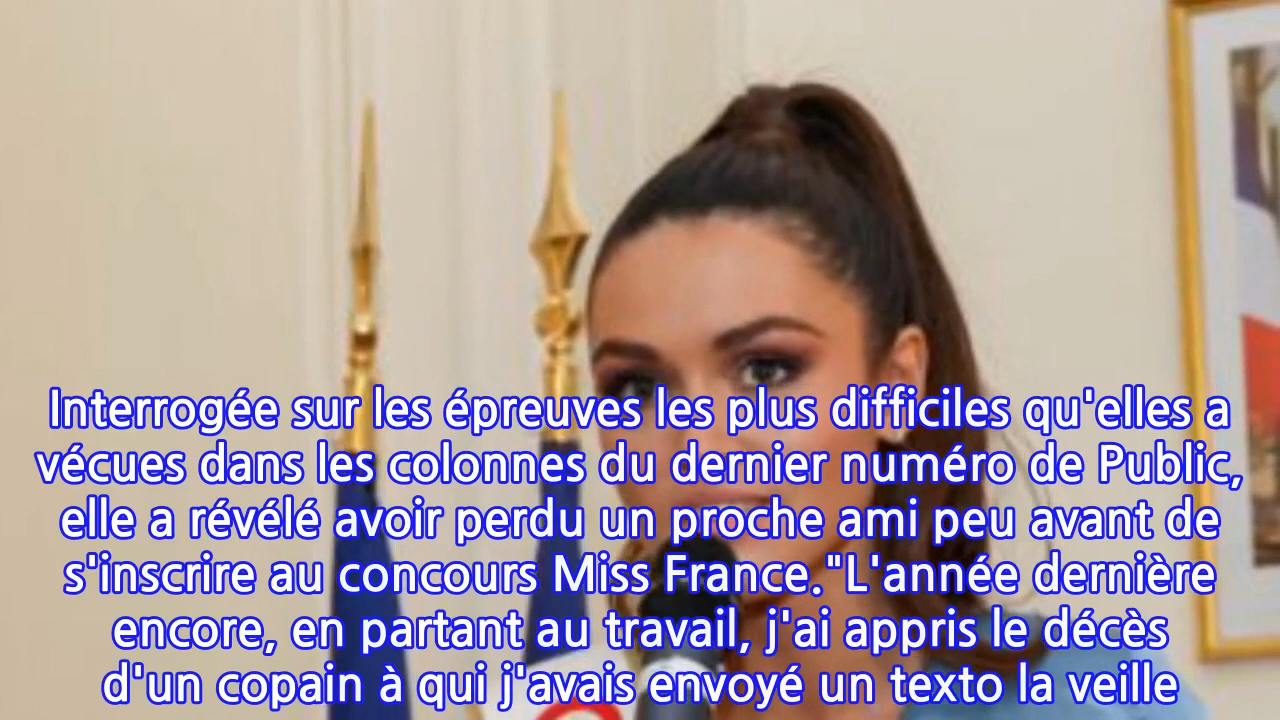 Interrogée sur les épreuves les plus difficiles qu'elles a
vécues dans les colonnes du dernier numéro de Public,
elle a révélé avoir perdu un proche ami peu avant de
s'inscrire au concours Miss France."L'année dernière
encore, en partant au travail, j'ai appris le décès
d'un copain à qui j'avais envoyé un texto la veille